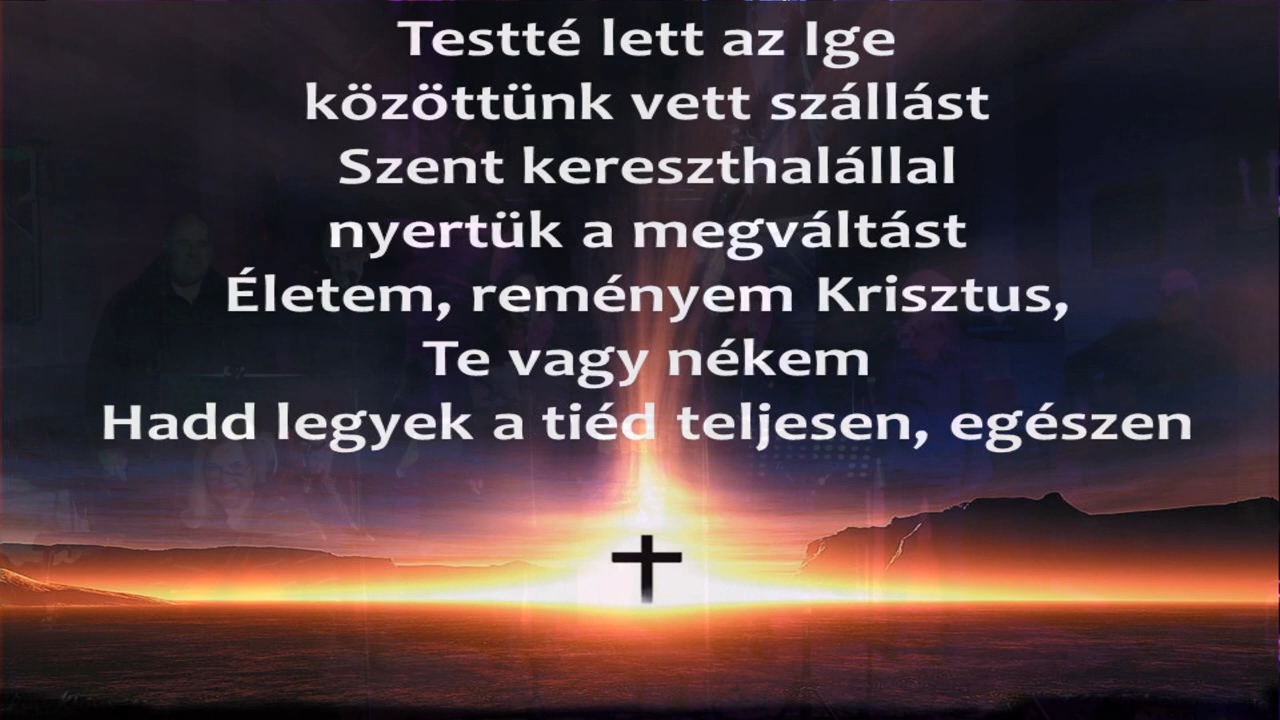 Testté lett az Ige
közöttünk vett szállást
Szent kereszthalállal
nyertük a megváltást
Életem, reményem Krisztus,
Te vagy nékem
Hadd legyek a tiéd teljesen, egészen